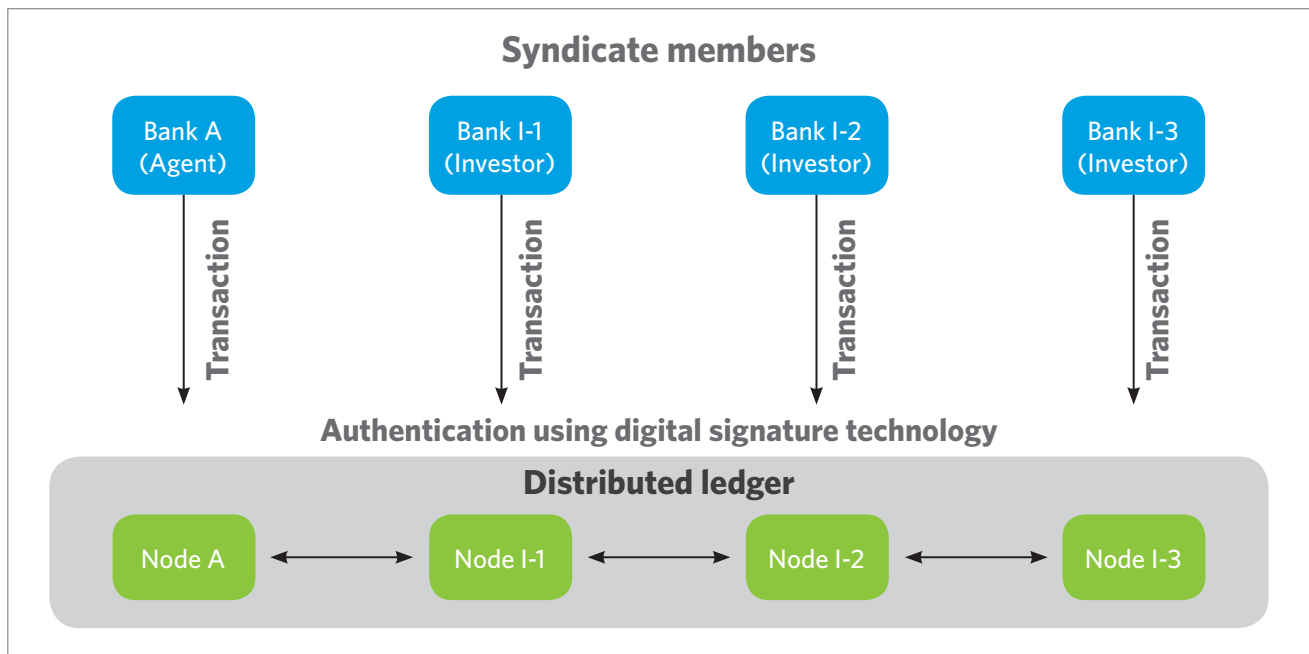 Syndicate members
Bank A
(Agent)
Bank I-1
(Investor)
Bank I-2
(Investor)
Bank I-3
(Investor)
Transaction
Transaction
Transaction
Transaction
Authentication using digital signature technology
Distributed ledger
Node A
Node I-1
Node I-2
Node I-3